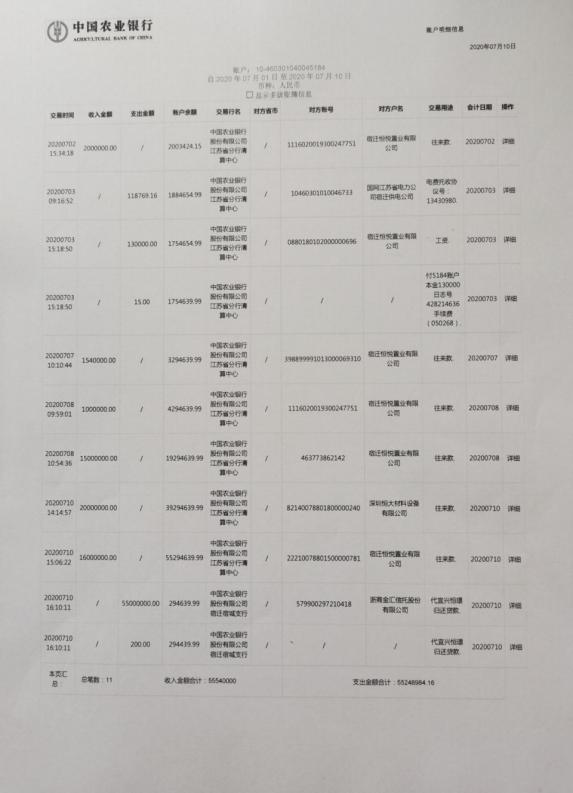 中国农业银行
AGRICULTURAL BANK OF CHINA
账户明细信息
2020年07月10日
账户： 10-460301040045184
自 2020 年 07 月 01 日至 2020 年 07 月 10 日
币种：人民币
显示多级账簿信息
交易时间 收入金额 支出金额 账户余额 交易行名 对方省市 对方账号 对方户名 交易用途 会计日期 操作
20200702 15:34:18 2000000.00 / 2003424.15 中国农业银行股份有限公司江苏省分行清算中心 / 1116020019300247751 宿迁恒悦置业有限公司 往来款. 20200702 详细
20200703 09:16:52 / 118769.16 1884654.99 中国农业银行股份有限公司江苏省分行清算中心 / 10460301010046733 国网江苏省电力公司宿迁供电公司 电费托收协议号：13430980. 20200703 详细
20200703 15:18:50 / 130000.00 1754654.99 中国农业银行股份有限公司江苏省分行清算中心 / 0880180102000000696 宿迁恒悦置业有限公司 工资. 20200703 详细
20200703 15:18:50 / 15.00 1754639.99 中国农业银行股份有限公司江苏省分行清算中心 / / / 付5184账户本金130000日志号428214636手续费（050268）. 20200703 详细
20200707 10:10:44 1540000.00 / 3294639.99 中国农业银行股份有限公司江苏省分行清算中心 / 398899991013000069310 宿迁恒悦置业有限公司 往来款. 20200707 详细
20200708 09:59:01 1000000.00 / 4294639.99 中国农业银行股份有限公司江苏省分行清算中心 / 1116020019300247751 宿迁恒悦置业有限公司 往来款. 20200708 详细
20200708 10:54:36 15000000.00 / 19294639.99 中国农业银行股份有限公司江苏省分行清算中心 / 463773862142 宿迁恒悦置业有限公司 往来款. 20200708 详细
20200710 14:14:57 20000000.00 / 39294639.99 中国农业银行股份有限公司江苏省分行清算中心 / 82140078801800000240 深圳恒大材料设备有限公司 往来款. 20200710 详细
20200710 15:06:22 16000000.00 / 55294639.99 中国农业银行股份有限公司江苏省分行清算中心 / 22210078801500000781 宿迁恒悦置业有限公司 往来款. 20200710 详细
20200710 16:10:11 / 55000000.00 294639.99 中国农业银行股份有限公司宿迁宿城支行 / 579900297210418 浙商金汇信托股份有限公司 代宜兴恒璟归还贷款. 20200710 详细
20200710 16:10:11 / 200.00 294439.99 中国农业银行股份有限公司宿迁宿城支行 / / / 代宜兴恒璟归还贷款. 20200710 详细
本页汇总： 总笔数：11 收入金额合计：55540000 支出金额合计：55248984.16